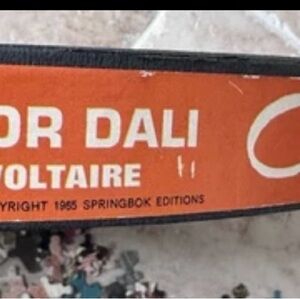 OR DALI
VOLTAIRE
YRIGHT 1965 SPRINGBOK EDITIONS